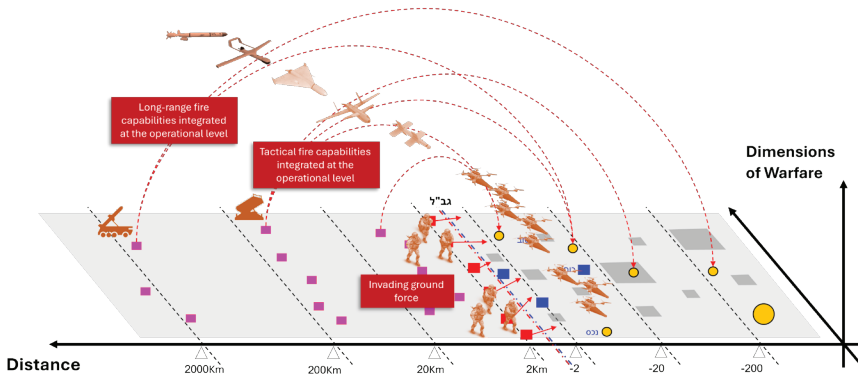 Long-range fire
capabilities integrated
at the operational level
Tactical fire capabilities
integrated at the
operational level
Dimensions
of Warfare
גב"ל
Invading ground
force
נכס
Distance
2000Km
200Km
20Km
2Km
-2
-20
-200